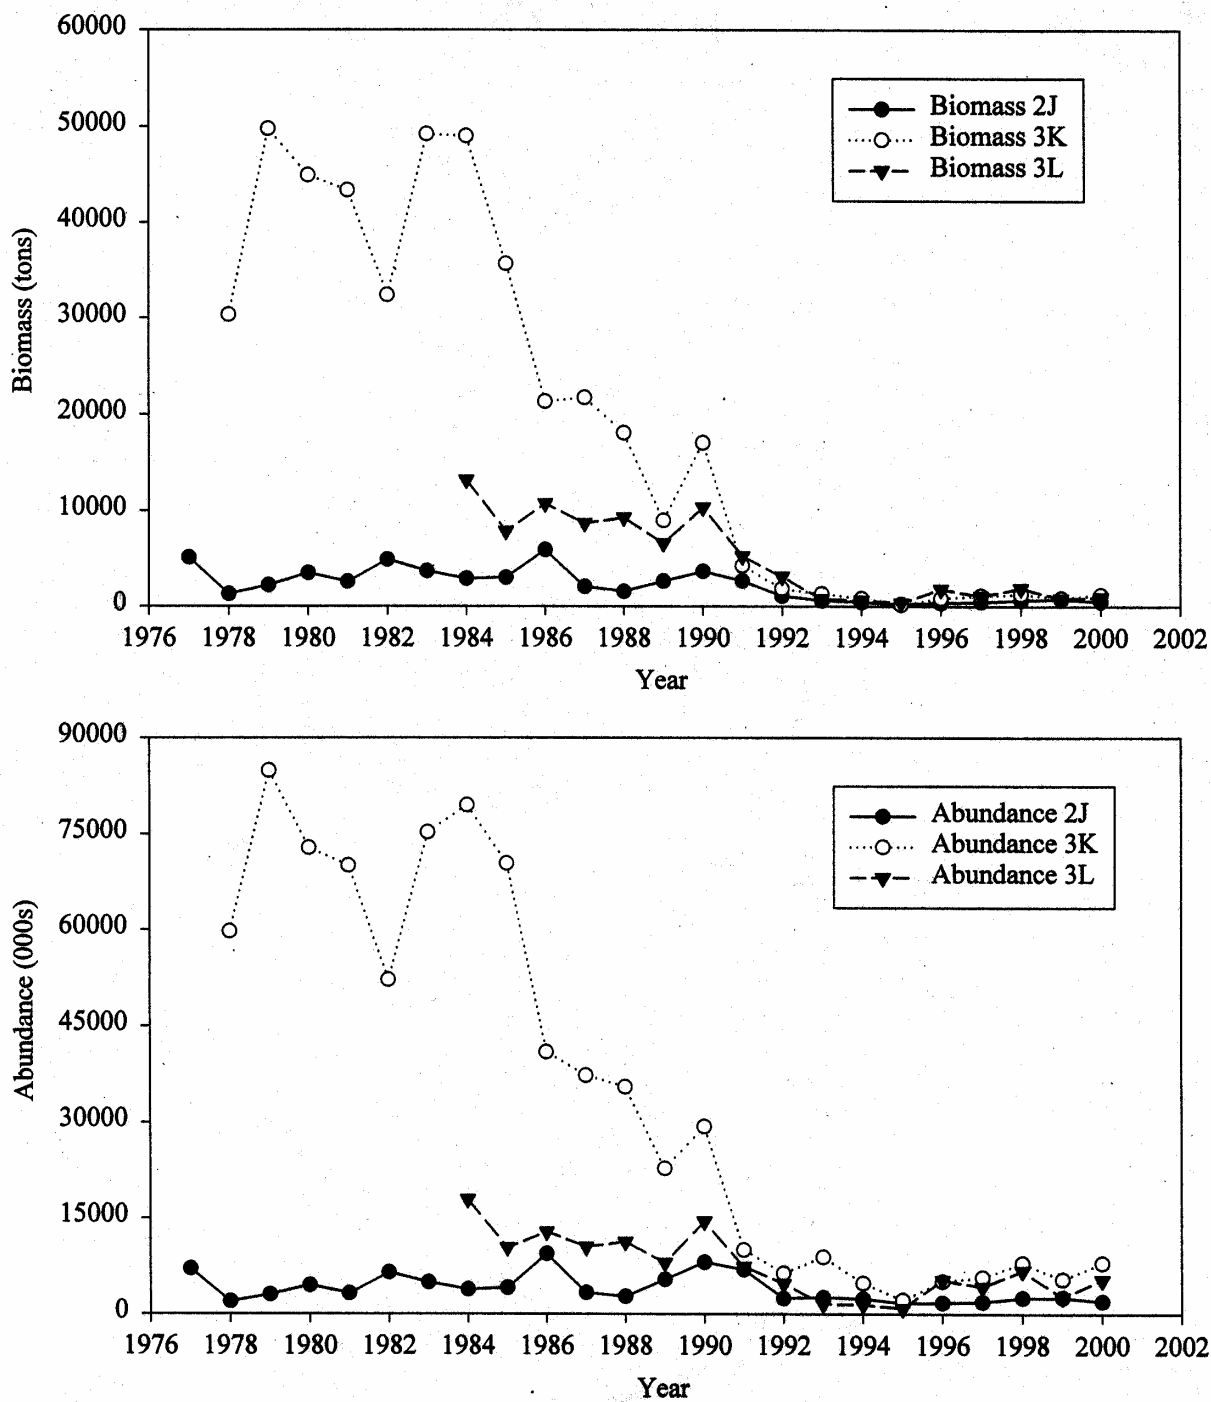 60000
50000
40000
30000
20000
10000
0
Biomass (tons)
Biomass 2J
Biomass 3K
Biomass 3L
1976 1978 1980 1982 1984 1986 1988 1990 1992 1994 1996 1998 2000 2002
Year
90000
75000
60000
45000
30000
15000
0
Abundance (000s)
Abundance 2J
Abundance 3K
Abundance 3L
1976 1978 1980 1982 1984 1986 1988 1990 1992 1994 1996 1998 2000 2002
Year